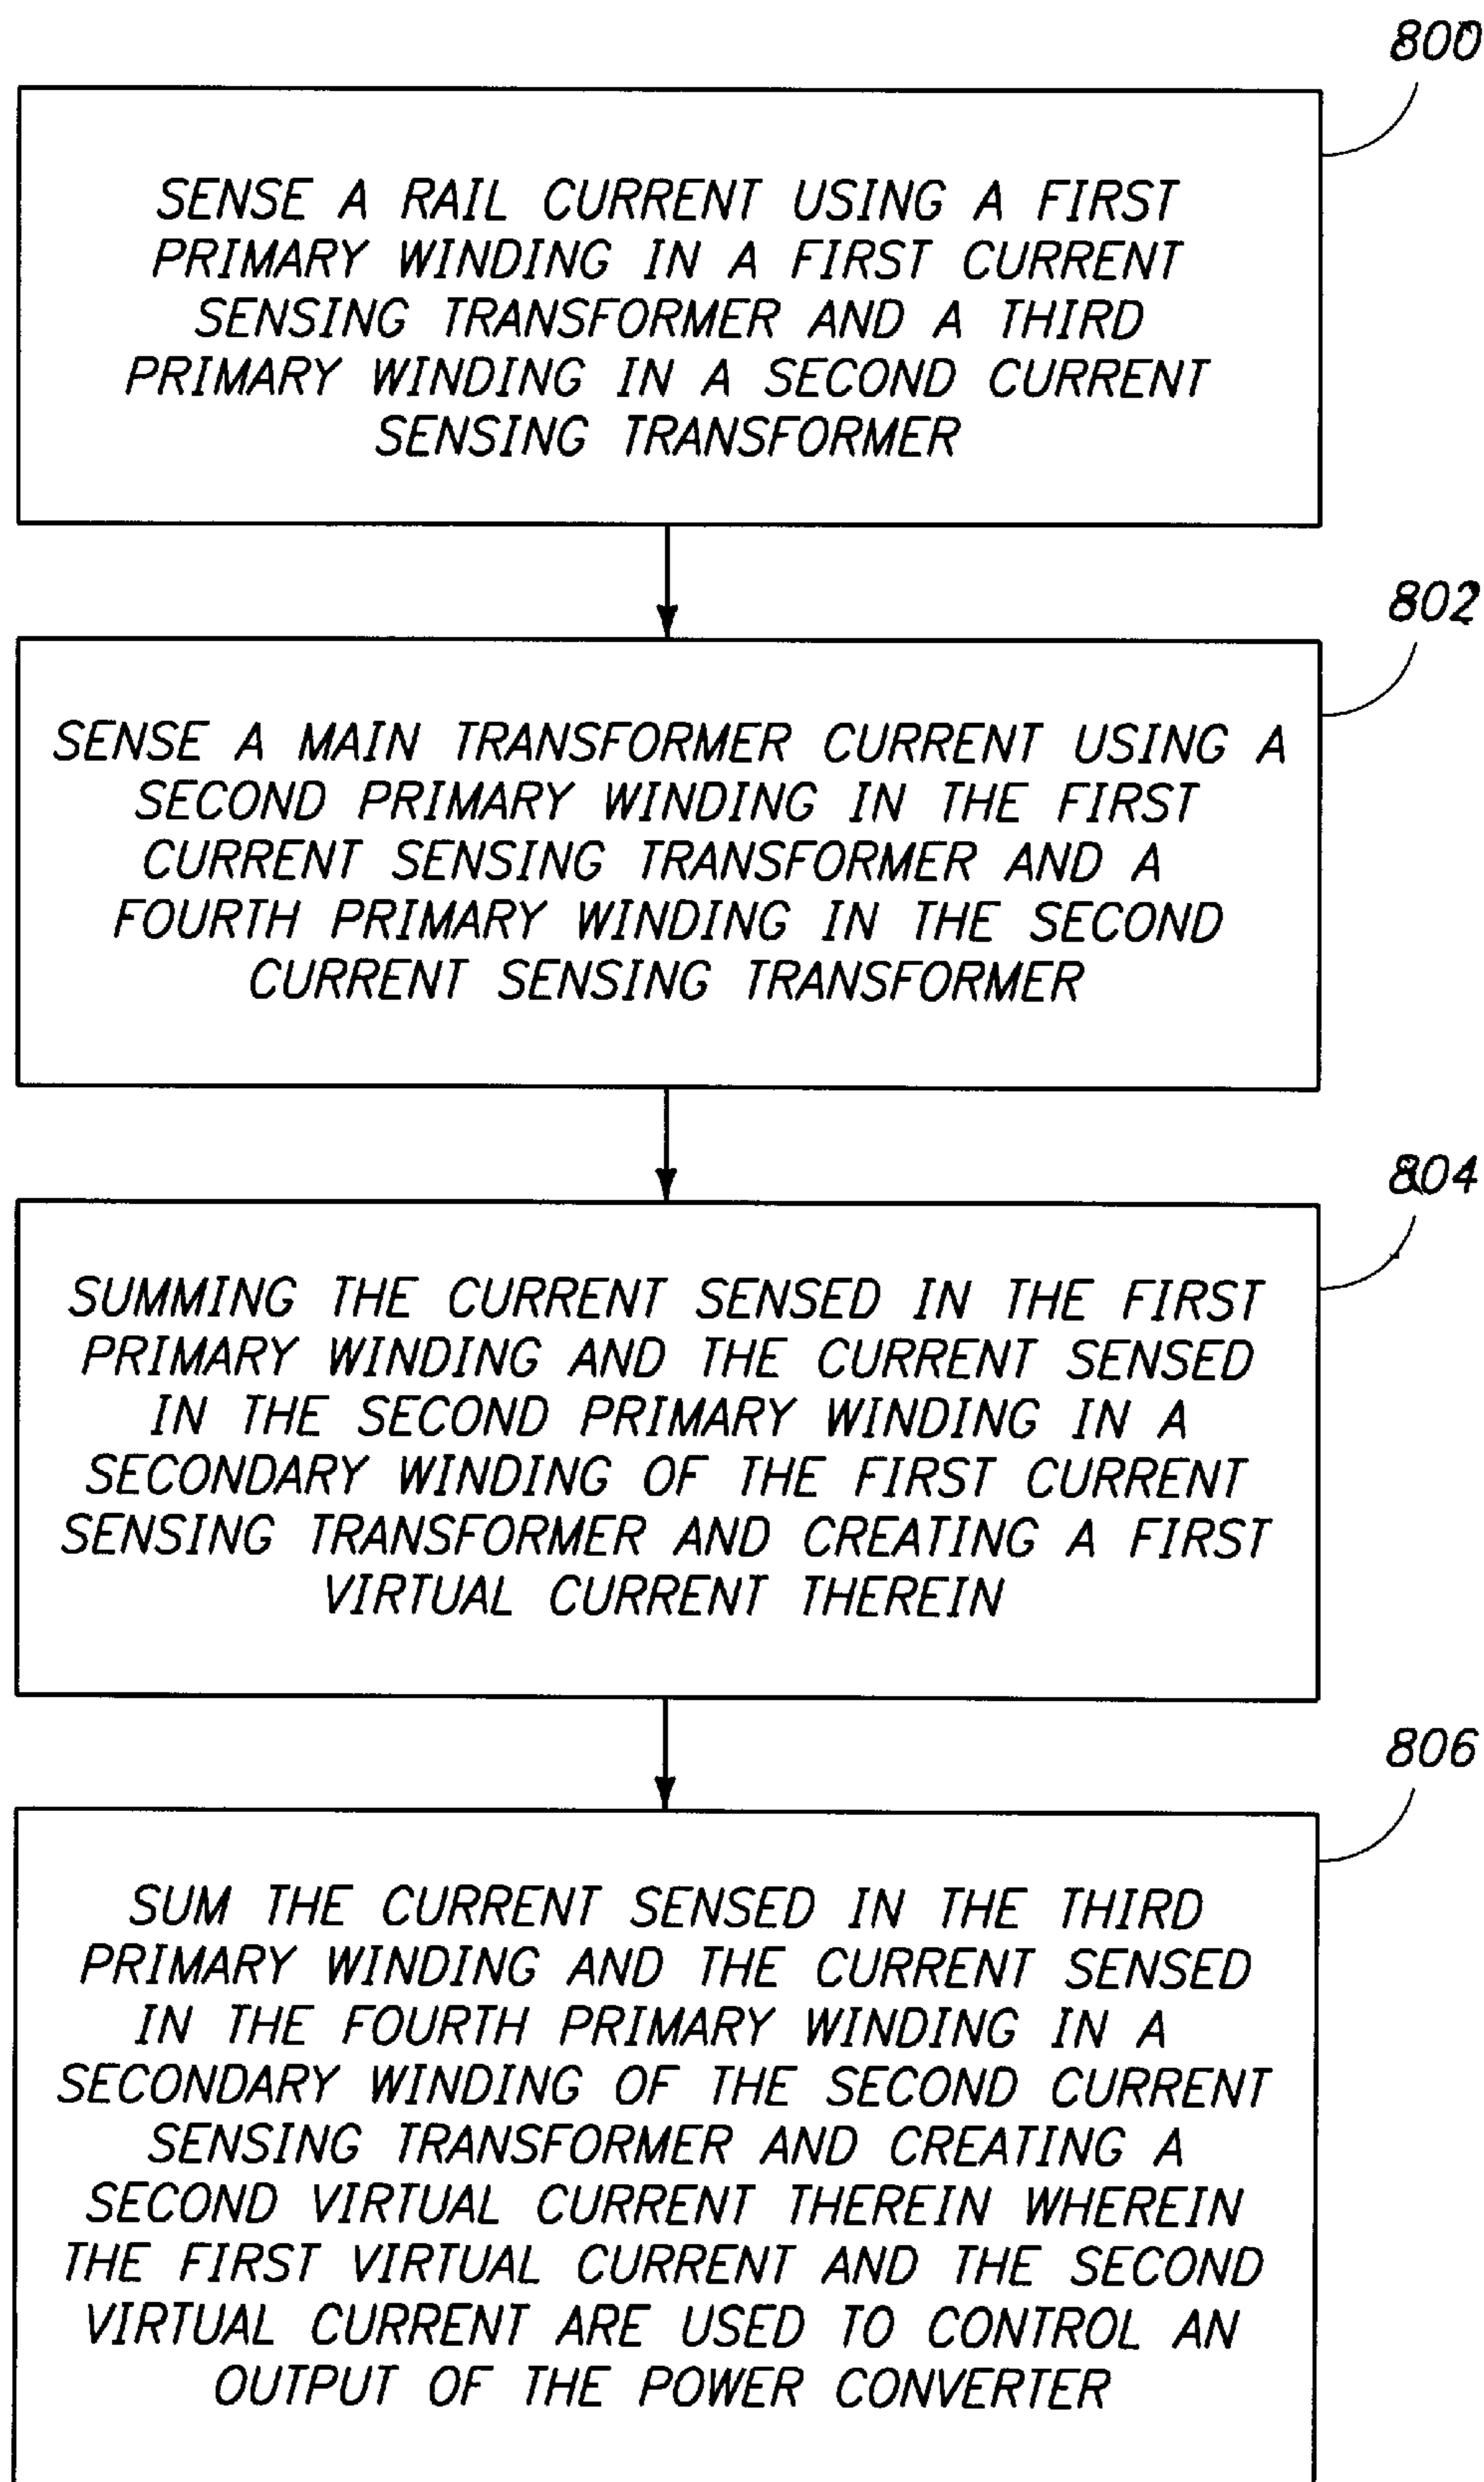 800
SENSE A RAIL CURRENT USING A FIRST
PRIMARY WINDING IN A FIRST CURRENT
SENSING TRANSFORMER AND A THIRD
PRIMARY WINDING IN A SECOND CURRENT
SENSING TRANSFORMER
802
SENSE A MAIN TRANSFORMER CURRENT USING A
SECOND PRIMARY WINDING IN THE FIRST
CURRENT SENSING TRANSFORMER AND A
FOURTH PRIMARY WINDING IN THE SECOND
CURRENT SENSING TRANSFORMER
804
SUMMING THE CURRENT SENSED IN THE FIRST
PRIMARY WINDING AND THE CURRENT SENSED
IN THE SECOND PRIMARY WINDING IN A
SECONDARY WINDING OF THE FIRST CURRENT
SENSING TRANSFORMER AND CREATING A FIRST
VIRTUAL CURRENT THEREIN
806
SUM THE CURRENT SENSED IN THE THIRD
PRIMARY WINDING AND THE CURRENT SENSED
IN THE FOURTH PRIMARY WINDING IN A
SECONDARY WINDING OF THE SECOND CURRENT
SENSING TRANSFORMER AND CREATING A
SECOND VIRTUAL CURRENT THEREIN WHEREIN
THE FIRST VIRTUAL CURRENT AND THE SECOND
VIRTUAL CURRENT ARE USED TO CONTROL AN
OUTPUT OF THE POWER CONVERTER